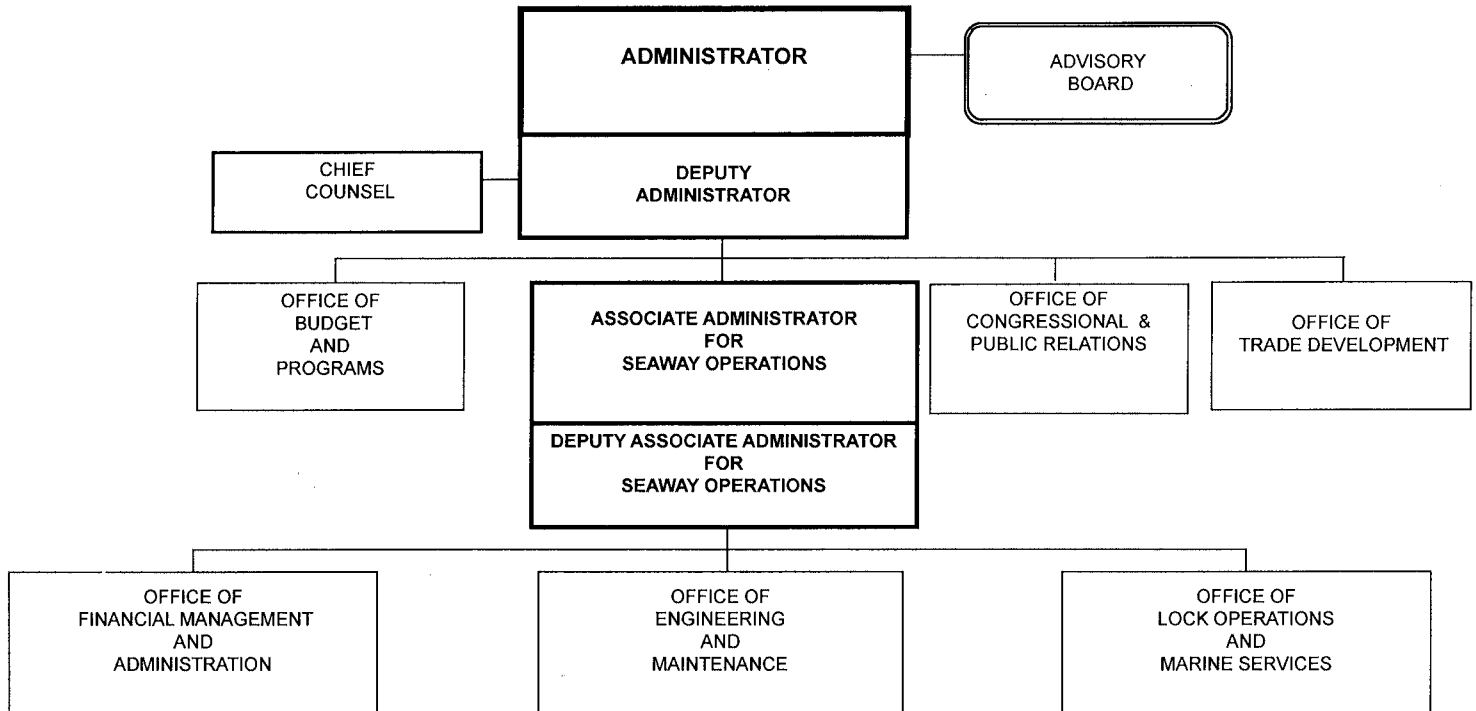 ADMINISTRATOR
ADVISORY
BOARD
CHIEF
COUNSEL
DEPUTY
ADMINISTRATOR
OFFICE OF
BUDGET
AND
PROGRAMS
ASSOCIATE ADMINISTRATOR
FOR
SEAWAY OPERATIONS
OFFICE OF
CONGRESSIONAL &
PUBLIC RELATIONS
OFFICE OF
TRADE DEVELOPMENT
DEPUTY ASSOCIATE ADMINISTRATOR
FOR
SEAWAY OPERATIONS
OFFICE OF
FINANCIAL MANAGEMENT
AND
ADMINISTRATION
OFFICE OF
ENGINEERING
AND
MAINTENANCE
OFFICE OF
LOCK OPERATIONS
AND
MARINE SERVICES